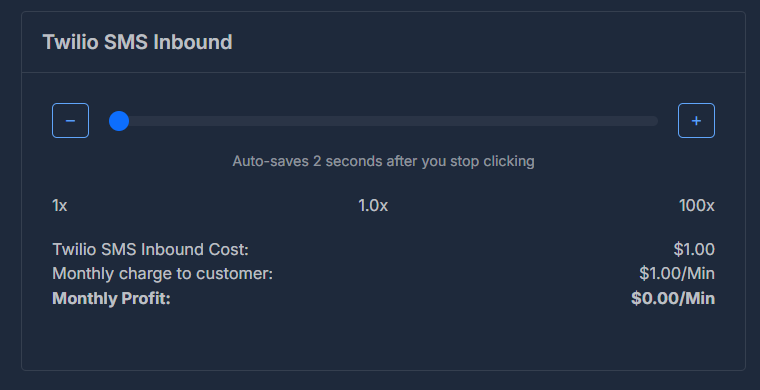 Twilio SMS Inbound
−
+
Auto-saves 2 seconds after you stop clicking
1x 1.0x 100x
Twilio SMS Inbound Cost: $1.00
Monthly charge to customer: $1.00/Min
Monthly Profit: $0.00/Min